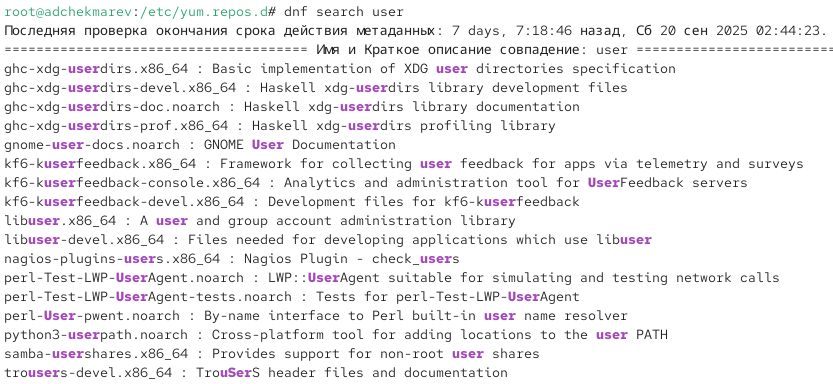 root@adchekmarev:/etc/yum.repos.d# dnf search user
Последняя проверка окончания срока действия метаданных: 7 days, 7:18:46 назад, Сб 20 сен 2025 02:44:23.
====================================== Имя и Краткое описание совпадение: user =========================
ghc-xdg-userdirs.x86_64 : Basic implementation of XDG user directories specification
ghc-xdg-userdirs-devel.x86_64 : Haskell xdg-userdirs library development files
ghc-xdg-userdirs-doc.noarch : Haskell xdg-userdirs library documentation
ghc-xdg-userdirs-prof.x86_64 : Haskell xdg-userdirs profiling library
gnome-user-docs.noarch : GNOME User Documentation
kf6-kuserfeedback.x86_64 : Framework for collecting user feedback for apps via telemetry and surveys
kf6-kuserfeedback-console.x86_64 : Analytics and administration tool for UserFeedback servers
kf6-kuserfeedback-devel.x86_64 : Development files for kf6-kuserfeedback
libuser.x86_64 : A user and group account administration library
libuser-devel.x86_64 : Files needed for developing applications which use libuser
nagios-plugins-users.x86_64 : Nagios Plugin - check_users
perl-Test-LWP-UserAgent.noarch : LWP::UserAgent suitable for simulating and testing network calls
perl-Test-LWP-UserAgent-tests.noarch : Tests for perl-Test-LWP-UserAgent
perl-User-pwent.noarch : By-name interface to Perl built-in user name resolver
python3-userpath.noarch : Cross-platform tool for adding locations to the user PATH
samba-usershares.x86_64 : Provides support for non-root user shares
trousers-devel.x86_64 : TrouSerS header files and documentation